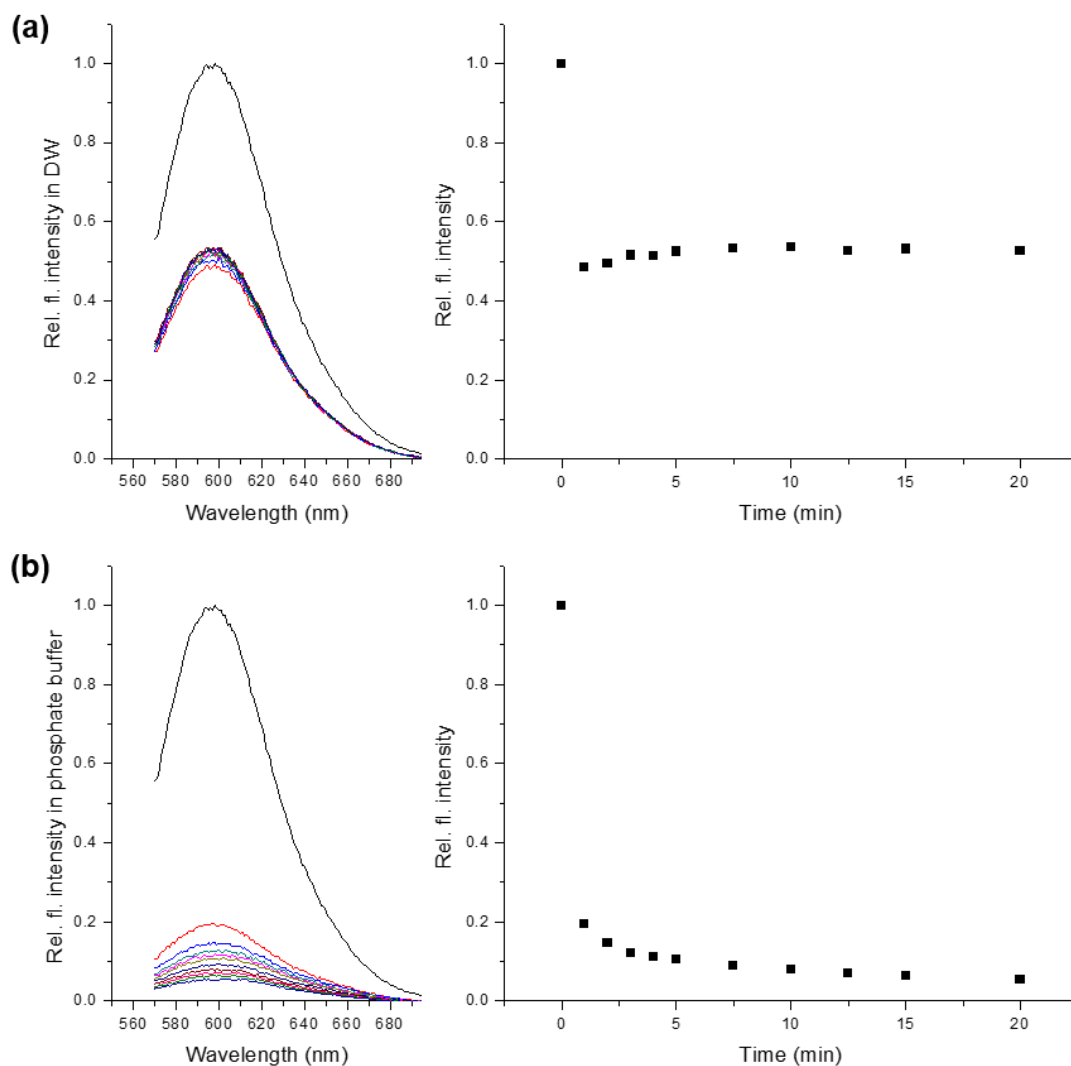 (a)
Rel. fl. intensity in DW
1.0
0.8
0.6
0.4
0.2
0.0
560 580 600 620 640 660 680
Wavelength (nm)
Rel. fl. intensity
1.0
0.8
0.6
0.4
0.2
0.0
0 5 10 15 20
Time (min)
(b)
Rel. fl. intensity in phosphate buffer
1.0
0.8
0.6
0.4
0.2
0.0
560 580 600 620 640 660 680
Wavelength (nm)
Rel. fl. intensity
1.0
0.8
0.6
0.4
0.2
0.0
0 5 10 15 20
Time (min)